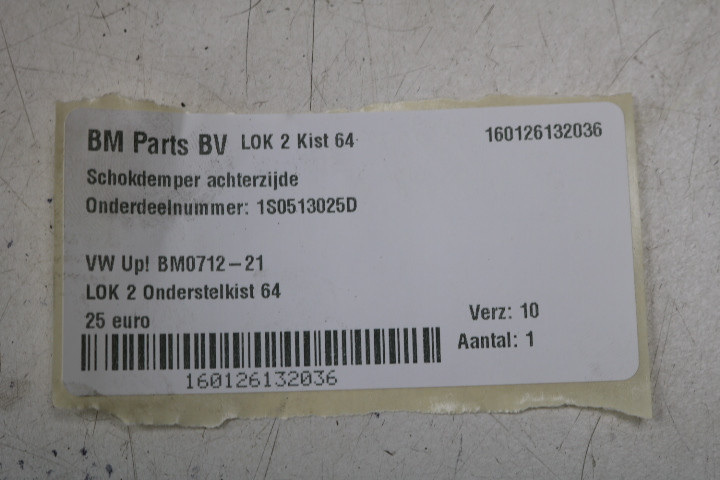 BM Parts BV LOK 2 Kist 64 160126132036
Schokdemper achterzijde
Onderdeelnummer: 1S0513025D
VW Up! BM0712-21
LOK 2 Onderstelkist 64
25 euro Verz: 10
Aantal: 1
160126132036